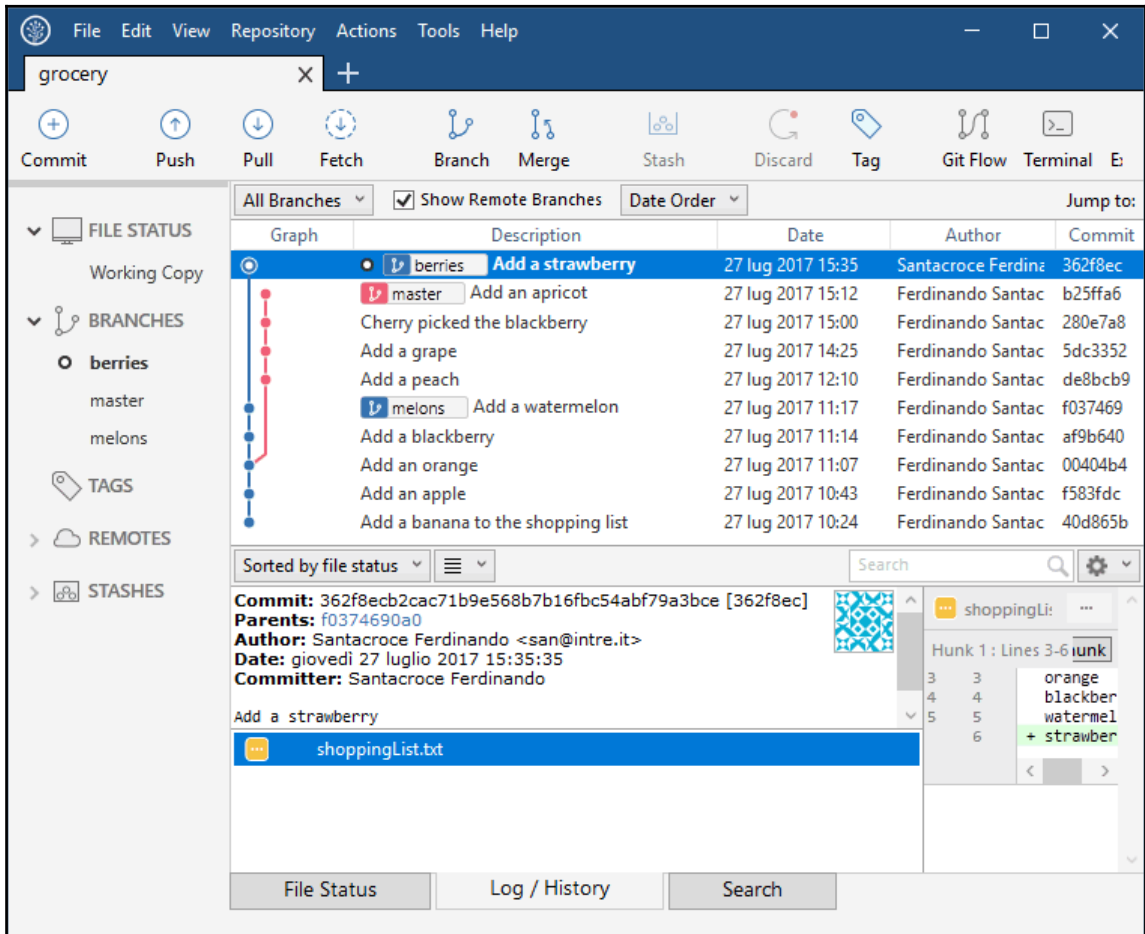 File Edit View Repository Actions Tools Help
grocery
Commit Push Pull Fetch Branch Merge Stash Discard Tag Git Flow Terminal
All Branches Show Remote Branches Date Order Jump to:
FILE STATUS
Working Copy
BRANCHES
berries
master
melons
TAGS
REMOTES
STASHES
Graph Description Date Author Commit
berries Add a strawberry 27 lug 2017 15:35 Santacroce Ferdina 362f8ec
master Add an apricot 27 lug 2017 15:12 Ferdinando Santac b25ffa6
Cherry picked the blackberry 27 lug 2017 15:00 Ferdinando Santac 280e7a8
Add a grape 27 lug 2017 14:25 Ferdinando Santac 5dc3352
Add a peach 27 lug 2017 12:10 Ferdinando Santac de8bcb9
melons Add a watermelon 27 lug 2017 11:17 Ferdinando Santac f037469
Add a blackberry 27 lug 2017 11:14 Ferdinando Santac af9b640
Add an orange 27 lug 2017 11:07 Ferdinando Santac 00404b4
Add an apple 27 lug 2017 10:43 Ferdinando Santac f583fdc
Add a banana to the shopping list 27 lug 2017 10:24 Ferdinando Santac 40d865b
Sorted by file status Search
Commit: 362f8ecb2cac71b9e568b7b16fbc54abf79a3bce [362f8ec]
Parents: f0374690a0
Author: Santacroce Ferdinando <san@intre.it>
Date: giovedì 27 luglio 2017 15:35:35
Committer: Santacroce Ferdinando
Add a strawberry
shoppingList.txt
shoppingLi
Hunk 1 : Lines 3-6 unk
3 3 orange
4 4 blackber
5 5 watermel
6 + strawber
File Status Log / History Search